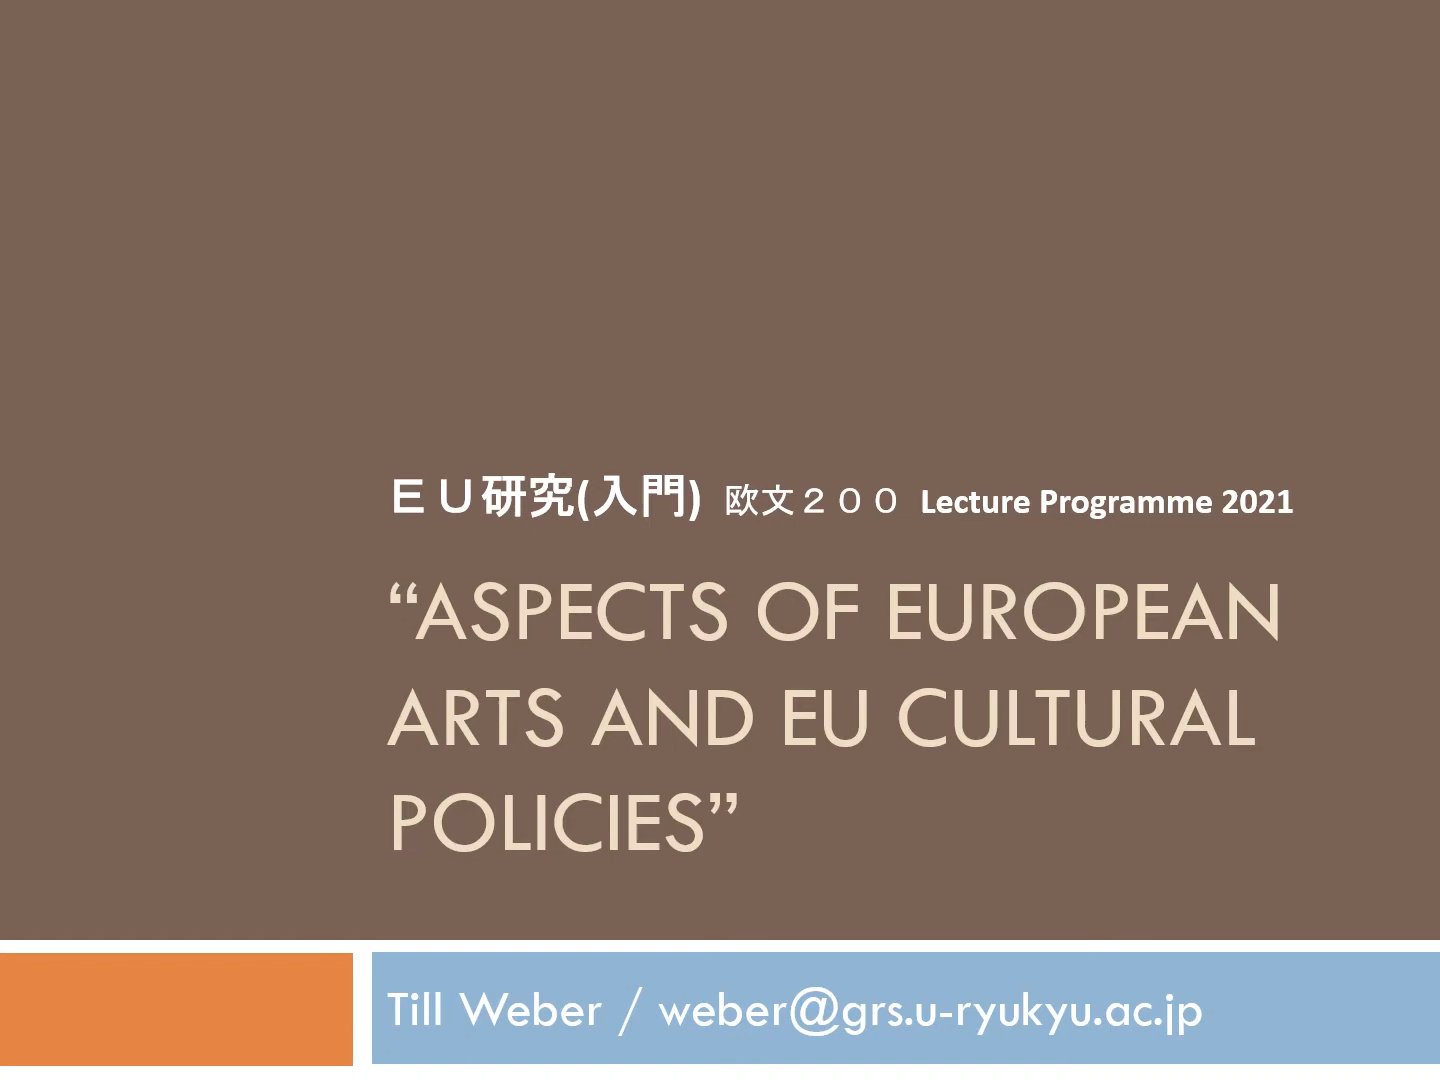 ＥＵ研究(入門) 欧文２００ Lecture Programme 2021
“ASPECTS OF EUROPEAN
ARTS AND EU CULTURAL
POLICIES”
Till Weber / weber@grs.u-ryukyu.ac.jp